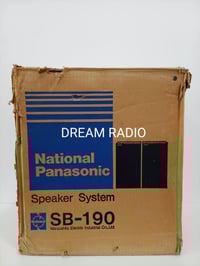 DREAM RADIO
National
Panasonic
Speaker System
SB-190
Matsushita Electric Industrial Co., Ltd.